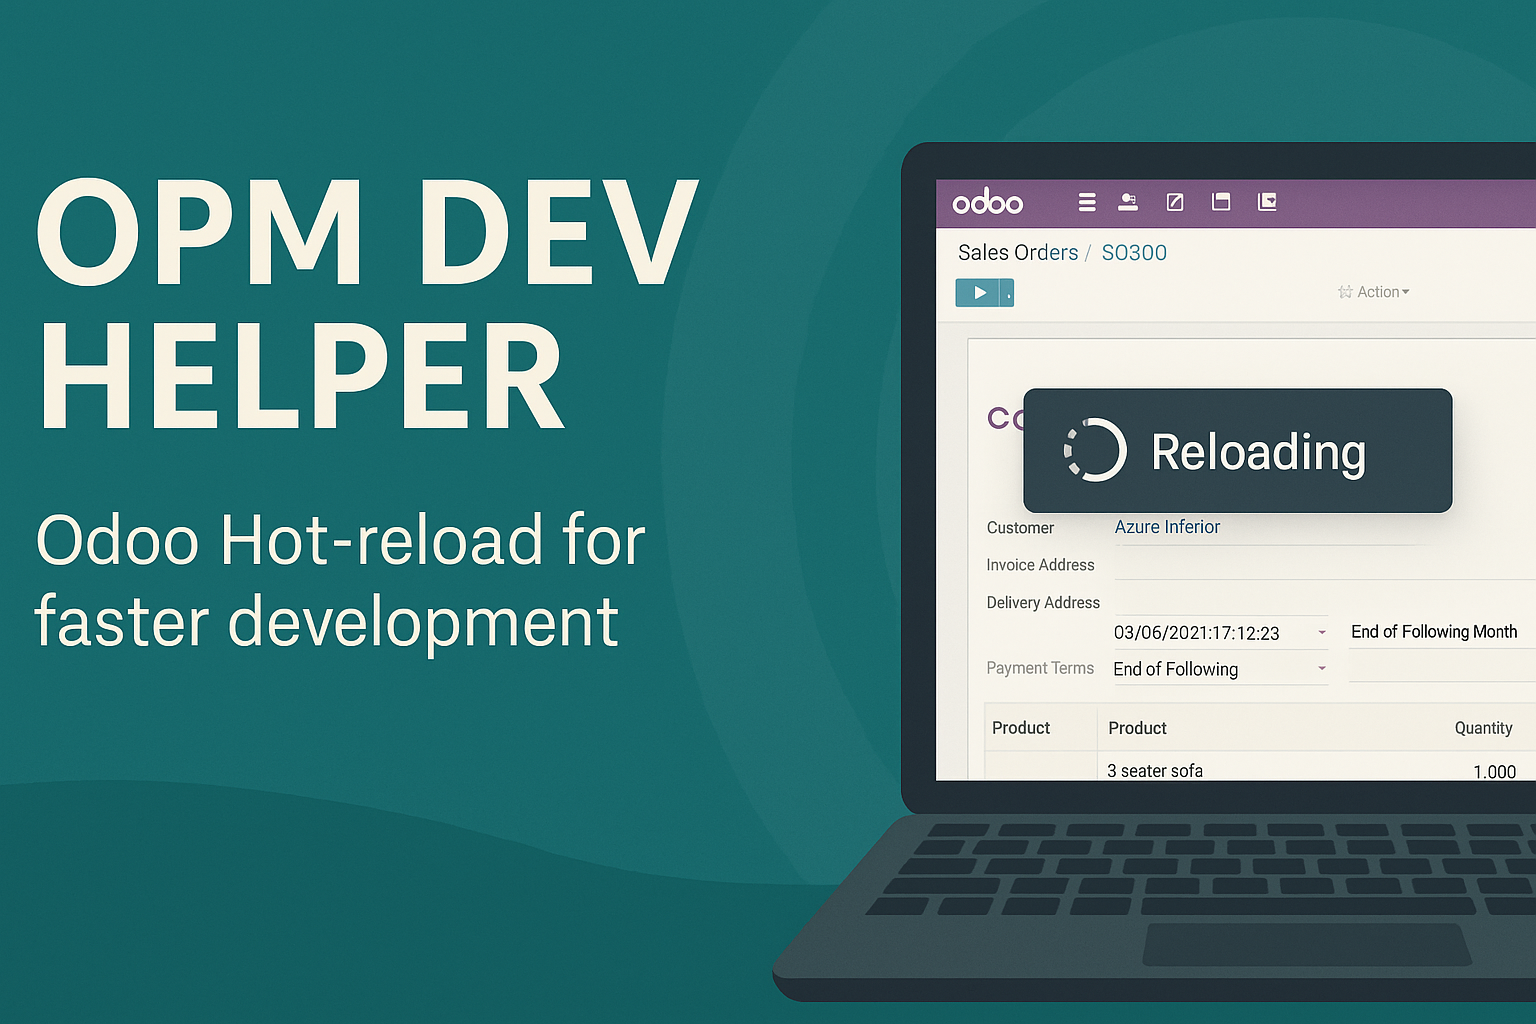 OPM DEV
HELPER
Odoo Hot-reload for
faster development
odoo
Sales Orders / SO300
Action
Reloading
Customer Azure Inferior
Invoice Address
Delivery Address
03/06/2021:17:12:23 End of Following Month
Payment Terms End of Following
Product Product Quantity
3 seater sofa 1.000